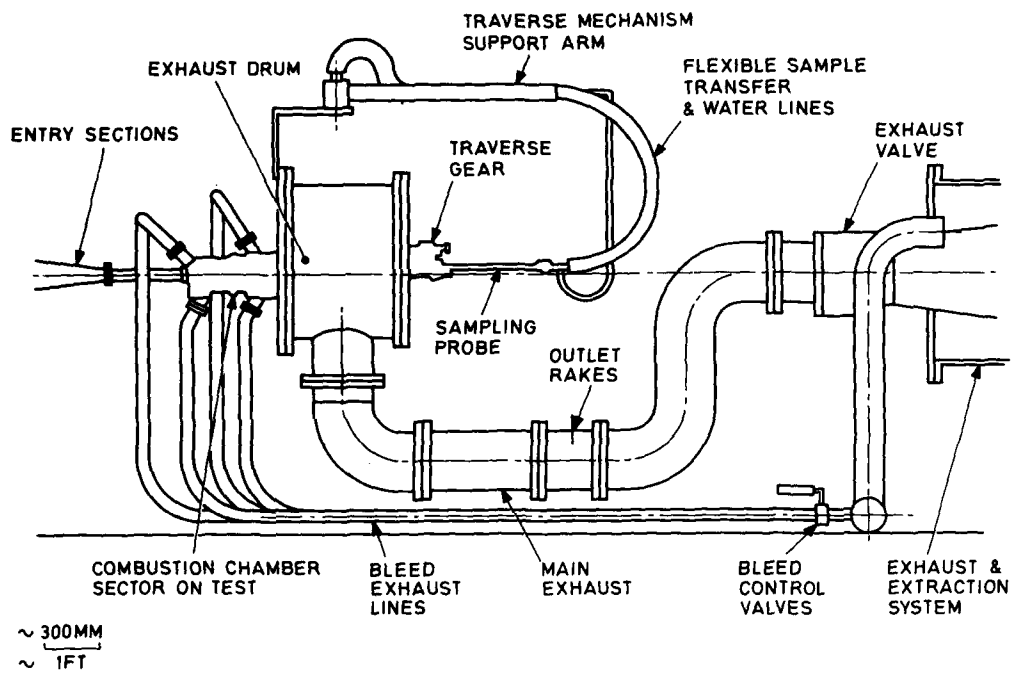 TRAVERSE MECHANISM
SUPPORT ARM
EXHAUST DRUM
FLEXIBLE SAMPLE
TRANSFER
& WATER LINES
ENTRY SECTIONS
TRAVERSE
GEAR
EXHAUST
VALVE
SAMPLING
PROBE
OUTLET
RAKES
COMBUSTION CHAMBER
SECTOR ON TEST
BLEED
EXHAUST
LINES
MAIN
EXHAUST
BLEED
CONTROL
VALVES
EXHAUST &
EXTRACTION
SYSTEM
~ 300MM
~ 1FT